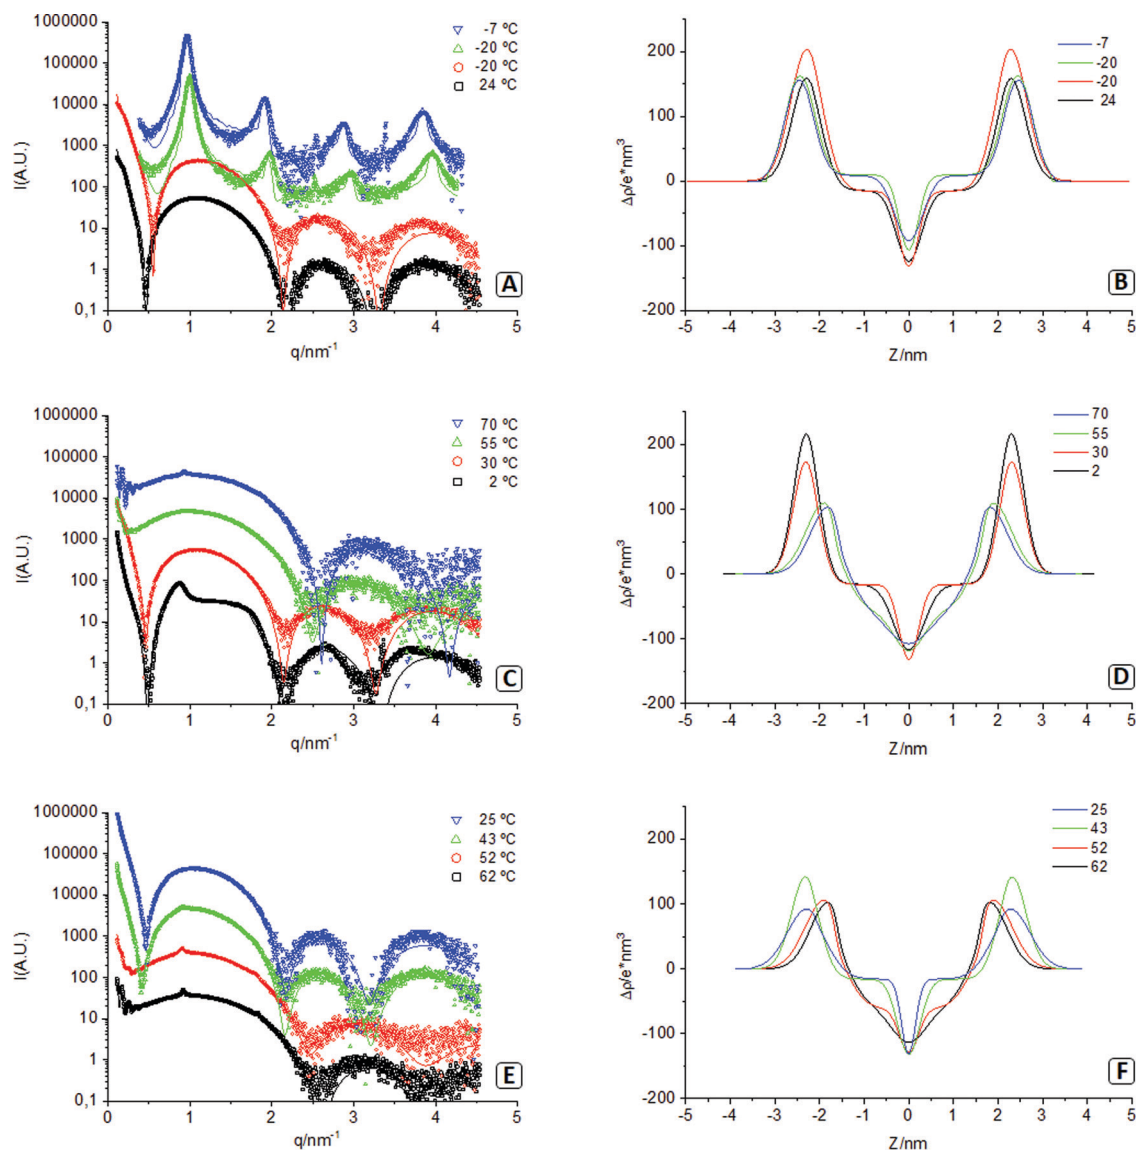 1000000
100000
10000
1000
100
10
1
0,1
I(A.U.)
0 1 2 3 4 5
q/nm-1
-7 ºC
-20 ºC
-20 ºC
24 ºC
A
200
100
0
-100
-200
Δρ/e*nm³
-5 -4 -3 -2 -1 0 1 2 3 4 5
Z/nm
-7
-20
-20
24
B
1000000
100000
10000
1000
100
10
1
0,1
I(A.U.)
0 1 2 3 4 5
q/nm-1
70 ºC
55 ºC
30 ºC
2 ºC
C
200
100
0
-100
-200
Δρ/e*nm³
-5 -4 -3 -2 -1 0 1 2 3 4 5
Z/nm
70
55
30
2
D
1000000
100000
10000
1000
100
10
1
0,1
I(A.U.)
0 1 2 3 4 5
q/nm-1
25 ºC
43 ºC
52 ºC
62 ºC
E
200
100
0
-100
-200
Δρ/e*nm³
-5 -4 -3 -2 -1 0 1 2 3 4 5
Z/nm
25
43
52
62
F